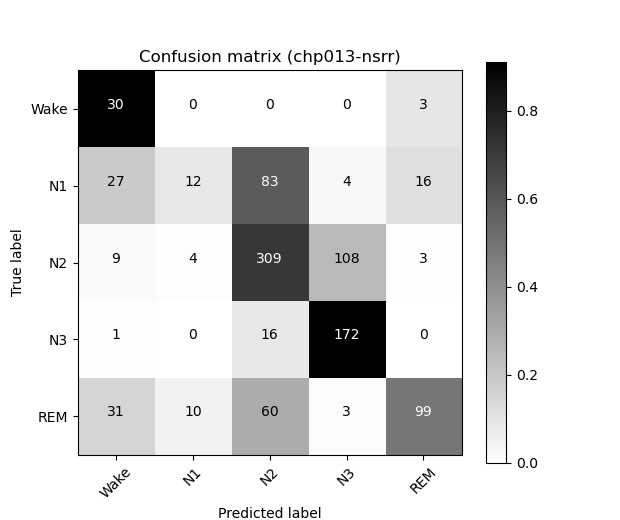 Confusion matrix (chp013-nsrr)
Wake 30 0 0 0 3
N1 27 12 83 4 16
N2 9 4 309 108 3
N3 1 0 16 172 0
REM 31 10 60 3 99
Wake N1 N2 N3 REM
Predicted label
True label
0.8
0.6
0.4
0.2
0.0